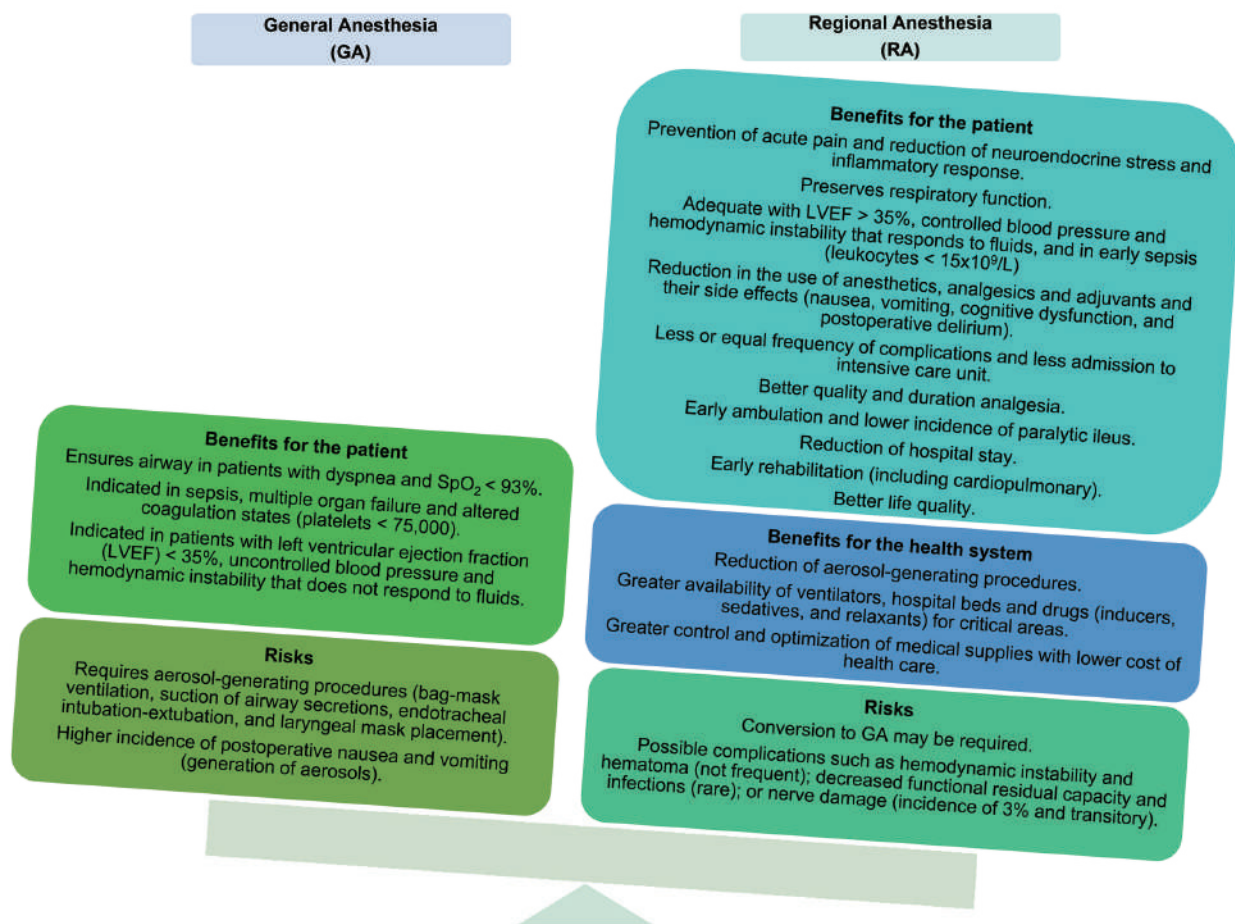 General Anesthesia
(GA)
Benefits for the patient
Ensures airway in patients with dyspnea and SpO₂ < 93%.
Indicated in sepsis, multiple organ failure and altered
coagulation states (platelets < 75,000).
Indicated in patients with left ventricular ejection fraction
(LVEF) < 35%, uncontrolled blood pressure and
hemodynamic instability that does not respond to fluids.
Risks
Requires aerosol-generating procedures (bag-mask
ventilation, suction of airway secretions, endotracheal
intubation-extubation, and laryngeal mask placement).
Higher incidence of postoperative nausea and vomiting
(generation of aerosols).
Regional Anesthesia
(RA)
Benefits for the patient
Prevention of acute pain and reduction of neuroendocrine stress and
inflammatory response.
Preserves respiratory function.
Adequate with LVEF > 35%, controlled blood pressure and
hemodynamic instability that responds to fluids, and in early sepsis
(leukocytes < 15x10⁹/L)
Reduction in the use of anesthetics, analgesics and adjuvants and
their side effects (nausea, vomiting, cognitive dysfunction, and
postoperative delirium).
Less or equal frequency of complications and less admission to
intensive care unit.
Better quality and duration analgesia.
Early ambulation and lower incidence of paralytic ileus.
Reduction of hospital stay.
Early rehabilitation (including cardiopulmonary).
Better life quality.
Benefits for the health system
Reduction of aerosol-generating procedures.
Greater availability of ventilators, hospital beds and drugs (inducers,
sedatives, and relaxants) for critical areas.
Greater control and optimization of medical supplies with lower cost of
health care.
Risks
Conversion to GA may be required.
Possible complications such as hemodynamic instability and
hematoma (not frequent); decreased functional residual capacity and
infections (rare); or nerve damage (incidence of 3% and transitory).